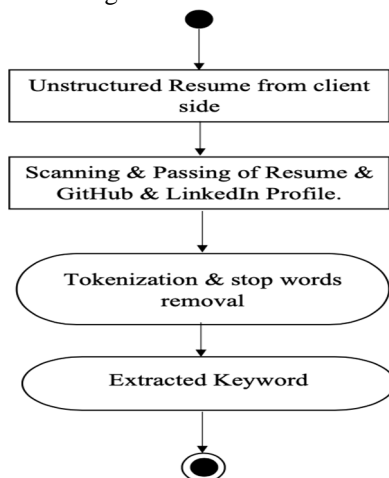 Unstructured Resume from client
side
Scanning & Passing of Resume &
GitHub & LinkedIn Profile.
Tokenization & stop words
removal
Extracted Keyword